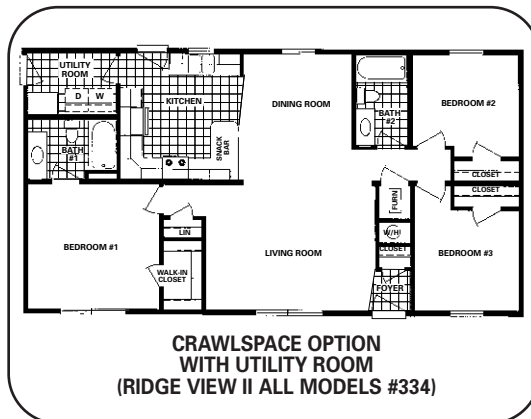 UTILITY
ROOM
D W
KITCHEN
SNACK
BAR
DINING ROOM
BATH
#2
BEDROOM #2
BATH
#1
CLOSET
CLOSET
FURN
LIN
W/H
BEDROOM #1
WALK-IN
CLOSET
LIVING ROOM
CLOSET
BEDROOM #3
FOYER
CRAWLSPACE OPTION
WITH UTILITY ROOM
(RIDGE VIEW II ALL MODELS #334)